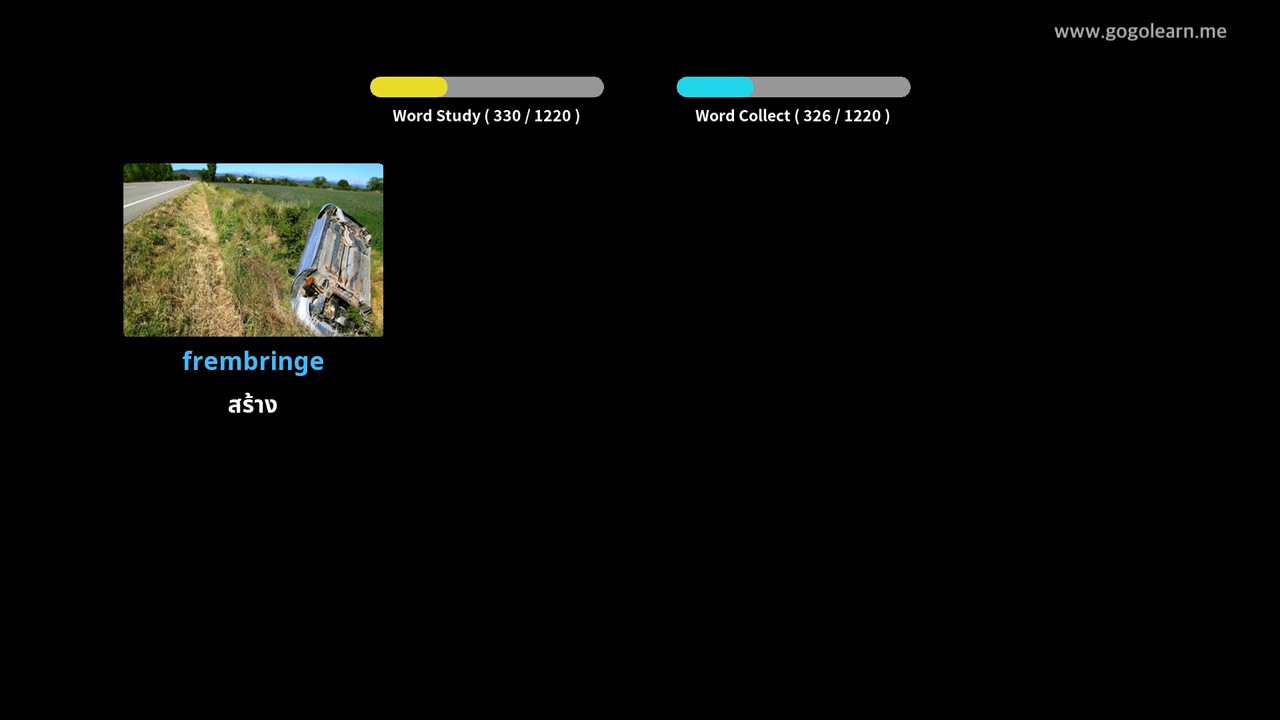 www.gogolearn.me
Word Study ( 330 / 1220 )
Word Collect ( 326 / 1220 )
frembringe
สร้าง